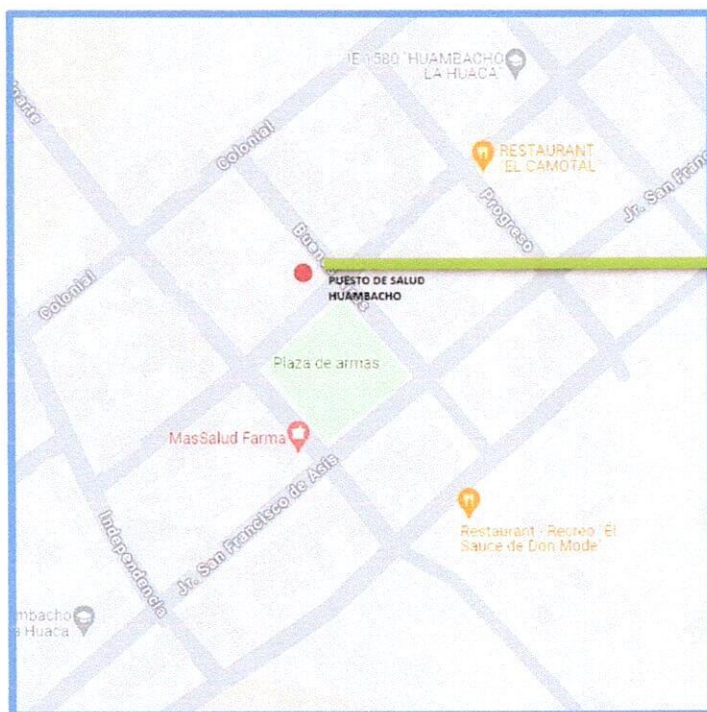 IE 1580 "HUAMBACHO
LA HUACA"
Colonial
RESTAURANT
"EL CAMOTAL
Progreso
Jr. San Franc
Colonial
PUESTO DE SALUD
HUAMBACHO
Plaza de armas
MasSalud Farma
Jr. San Francisco de Asis
Independencia
Restaurant - Recreo "El
Sauce de Don Mode"
mbacho
a Huaca